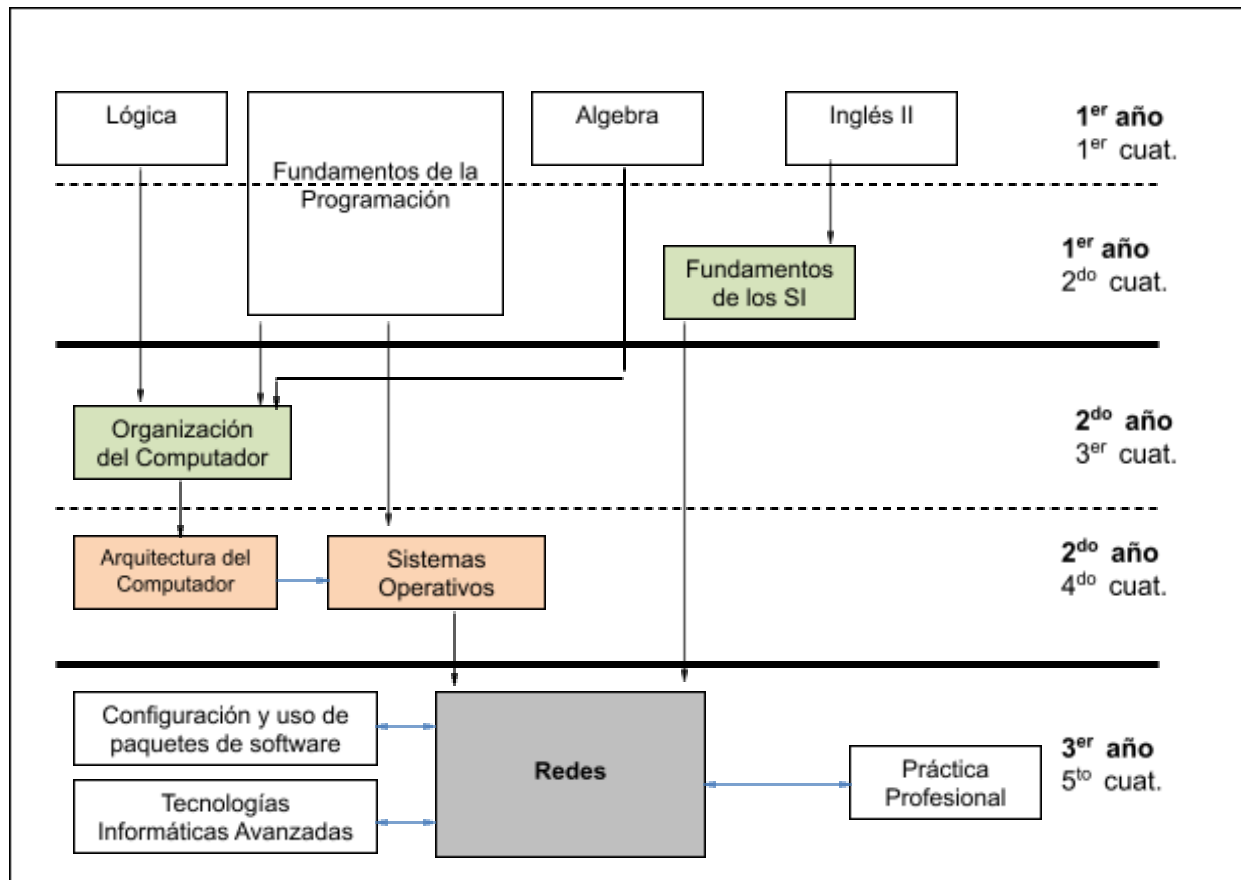 Lógica
Fundamentos de la
Programación
Algebra
Inglés II
1er año
1er cuat.
Fundamentos
de los SI
1er año
2do cuat.
Organización
del Computador
2do año
3er cuat.
Arquitectura del
Computador
Sistemas
Operativos
2do año
4do cuat.
Configuración y uso de
paquetes de software
Tecnologías
Informáticas Avanzadas
Redes
Práctica
Profesional
3er año
5to cuat.